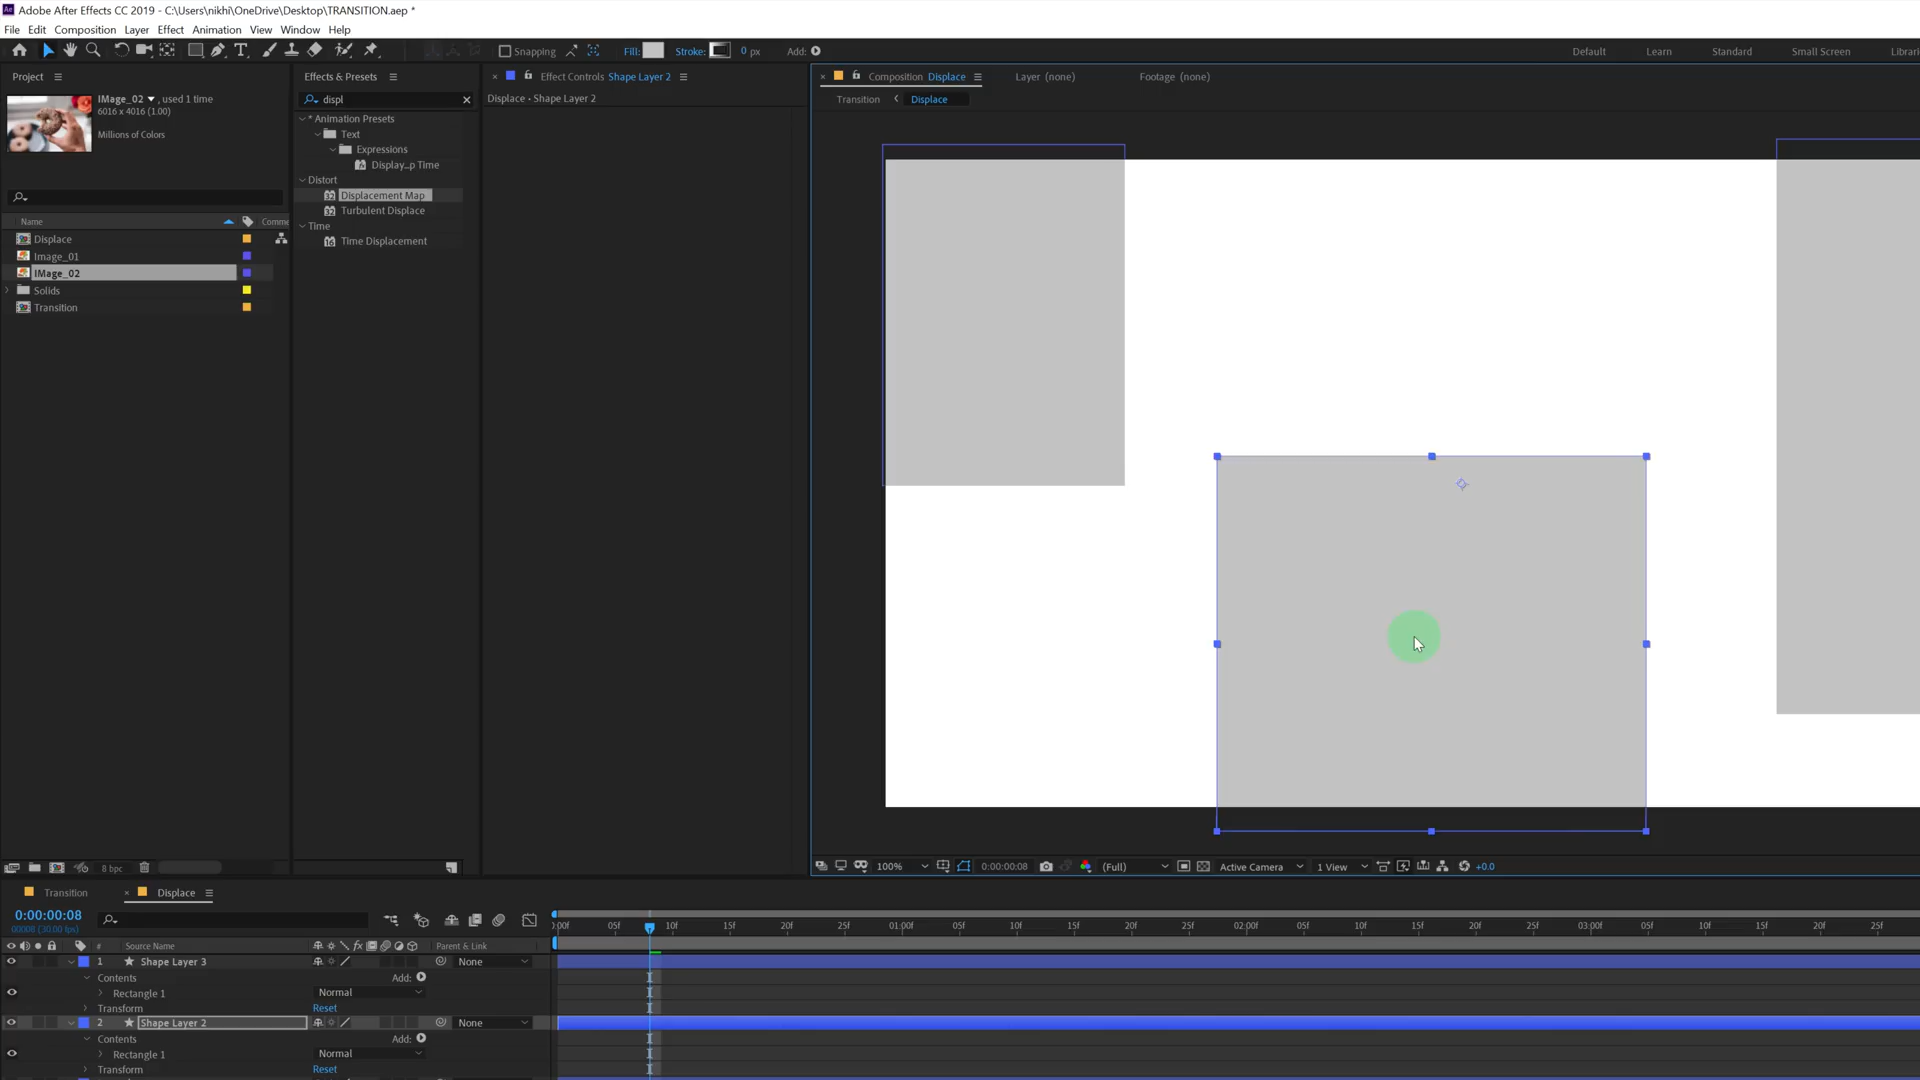 Adobe After Effects CC 2019 - C:\Users\nikhi\OneDrive\Desktop\TRANSITION.aep *
File Edit Composition Layer Effect Animation View Window Help
Snapping Fill: Stroke: 0 px Add: Default Learn Standard Small Screen Librari
Project Effects & Presets Effect Controls Shape Layer 2 Composition Displace Layer (none) Footage (none)
IMage_02 , used 1 time
6016 x 4016 (1.00)
Millions of Colors
displ
Displace • Shape Layer 2
Transition Displace
* Animation Presets
Text
Expressions
Display...p Time
Distort
Displacement Map
Turbulent Displace
Time
Time Displacement
Name Comme
Displace
Image_01
IMage_02
Solids
Transition
8 bpc
100% 0:00:00:08 (Full) Active Camera 1 View +0.0
Transition Displace
0:00:00:08
00008 (30.00 fps)
:00f 05f 10f 15f 20f 25f 01:00f 05f 10f 15f 20f 25f 02:00f 05f 10f 15f 20f 25f 03:00f 05f 10f 15f 20f 25f
# Source Name Parent & Link
1 Shape Layer 3 None
Contents Add:
Rectangle 1 Normal
Transform Reset
2 Shape Layer 2 None
Contents Add:
Rectangle 1 Normal
Transform Reset